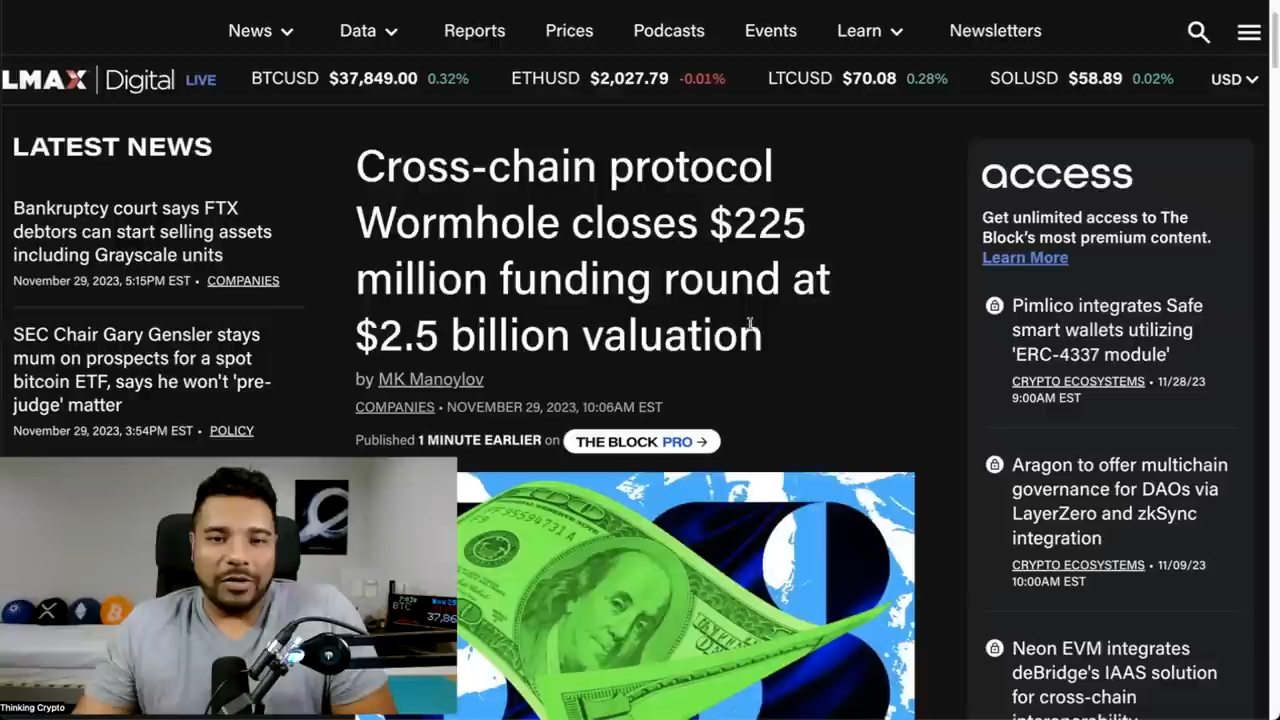 News
Data
Reports
Prices
Podcasts
Events
Learn
Newsletters
LMAX Digital LIVE
BTCUSD $37,849.00 0.32%
ETHUSD $2,027.79 -0.01%
LTCUSD $70.08 0.28%
SOLUSD $58.89 0.02%
USD
LATEST NEWS
Bankruptcy court says FTX
debtors can start selling assets
including Grayscale units
November 29, 2023, 5:15PM EST • COMPANIES
SEC Chair Gary Gensler stays
mum on prospects for a spot
bitcoin ETF, says he won't 'pre-
judge' matter
November 29, 2023, 3:54PM EST • POLICY
Cross-chain protocol
Wormhole closes $225
million funding round at
$2.5 billion valuation
by MK Manoylov
COMPANIES • NOVEMBER 29, 2023, 10:06AM EST
Published 1 MINUTE EARLIER on THE BLOCK PRO →
access
Get unlimited access to The
Block's most premium content.
Learn More
Pimlico integrates Safe
smart wallets utilizing
'ERC-4337 module'
CRYPTO ECOSYSTEMS • 11/28/23
9:00AM EST
Aragon to offer multichain
governance for DAOs via
LayerZero and zkSync
integration
CRYPTO ECOSYSTEMS • 11/09/23
10:00AM EST
Neon EVM integrates
deBridge's IAAS solution
for cross-chain
interoperability
BTC
37,86
Thinking Crypto